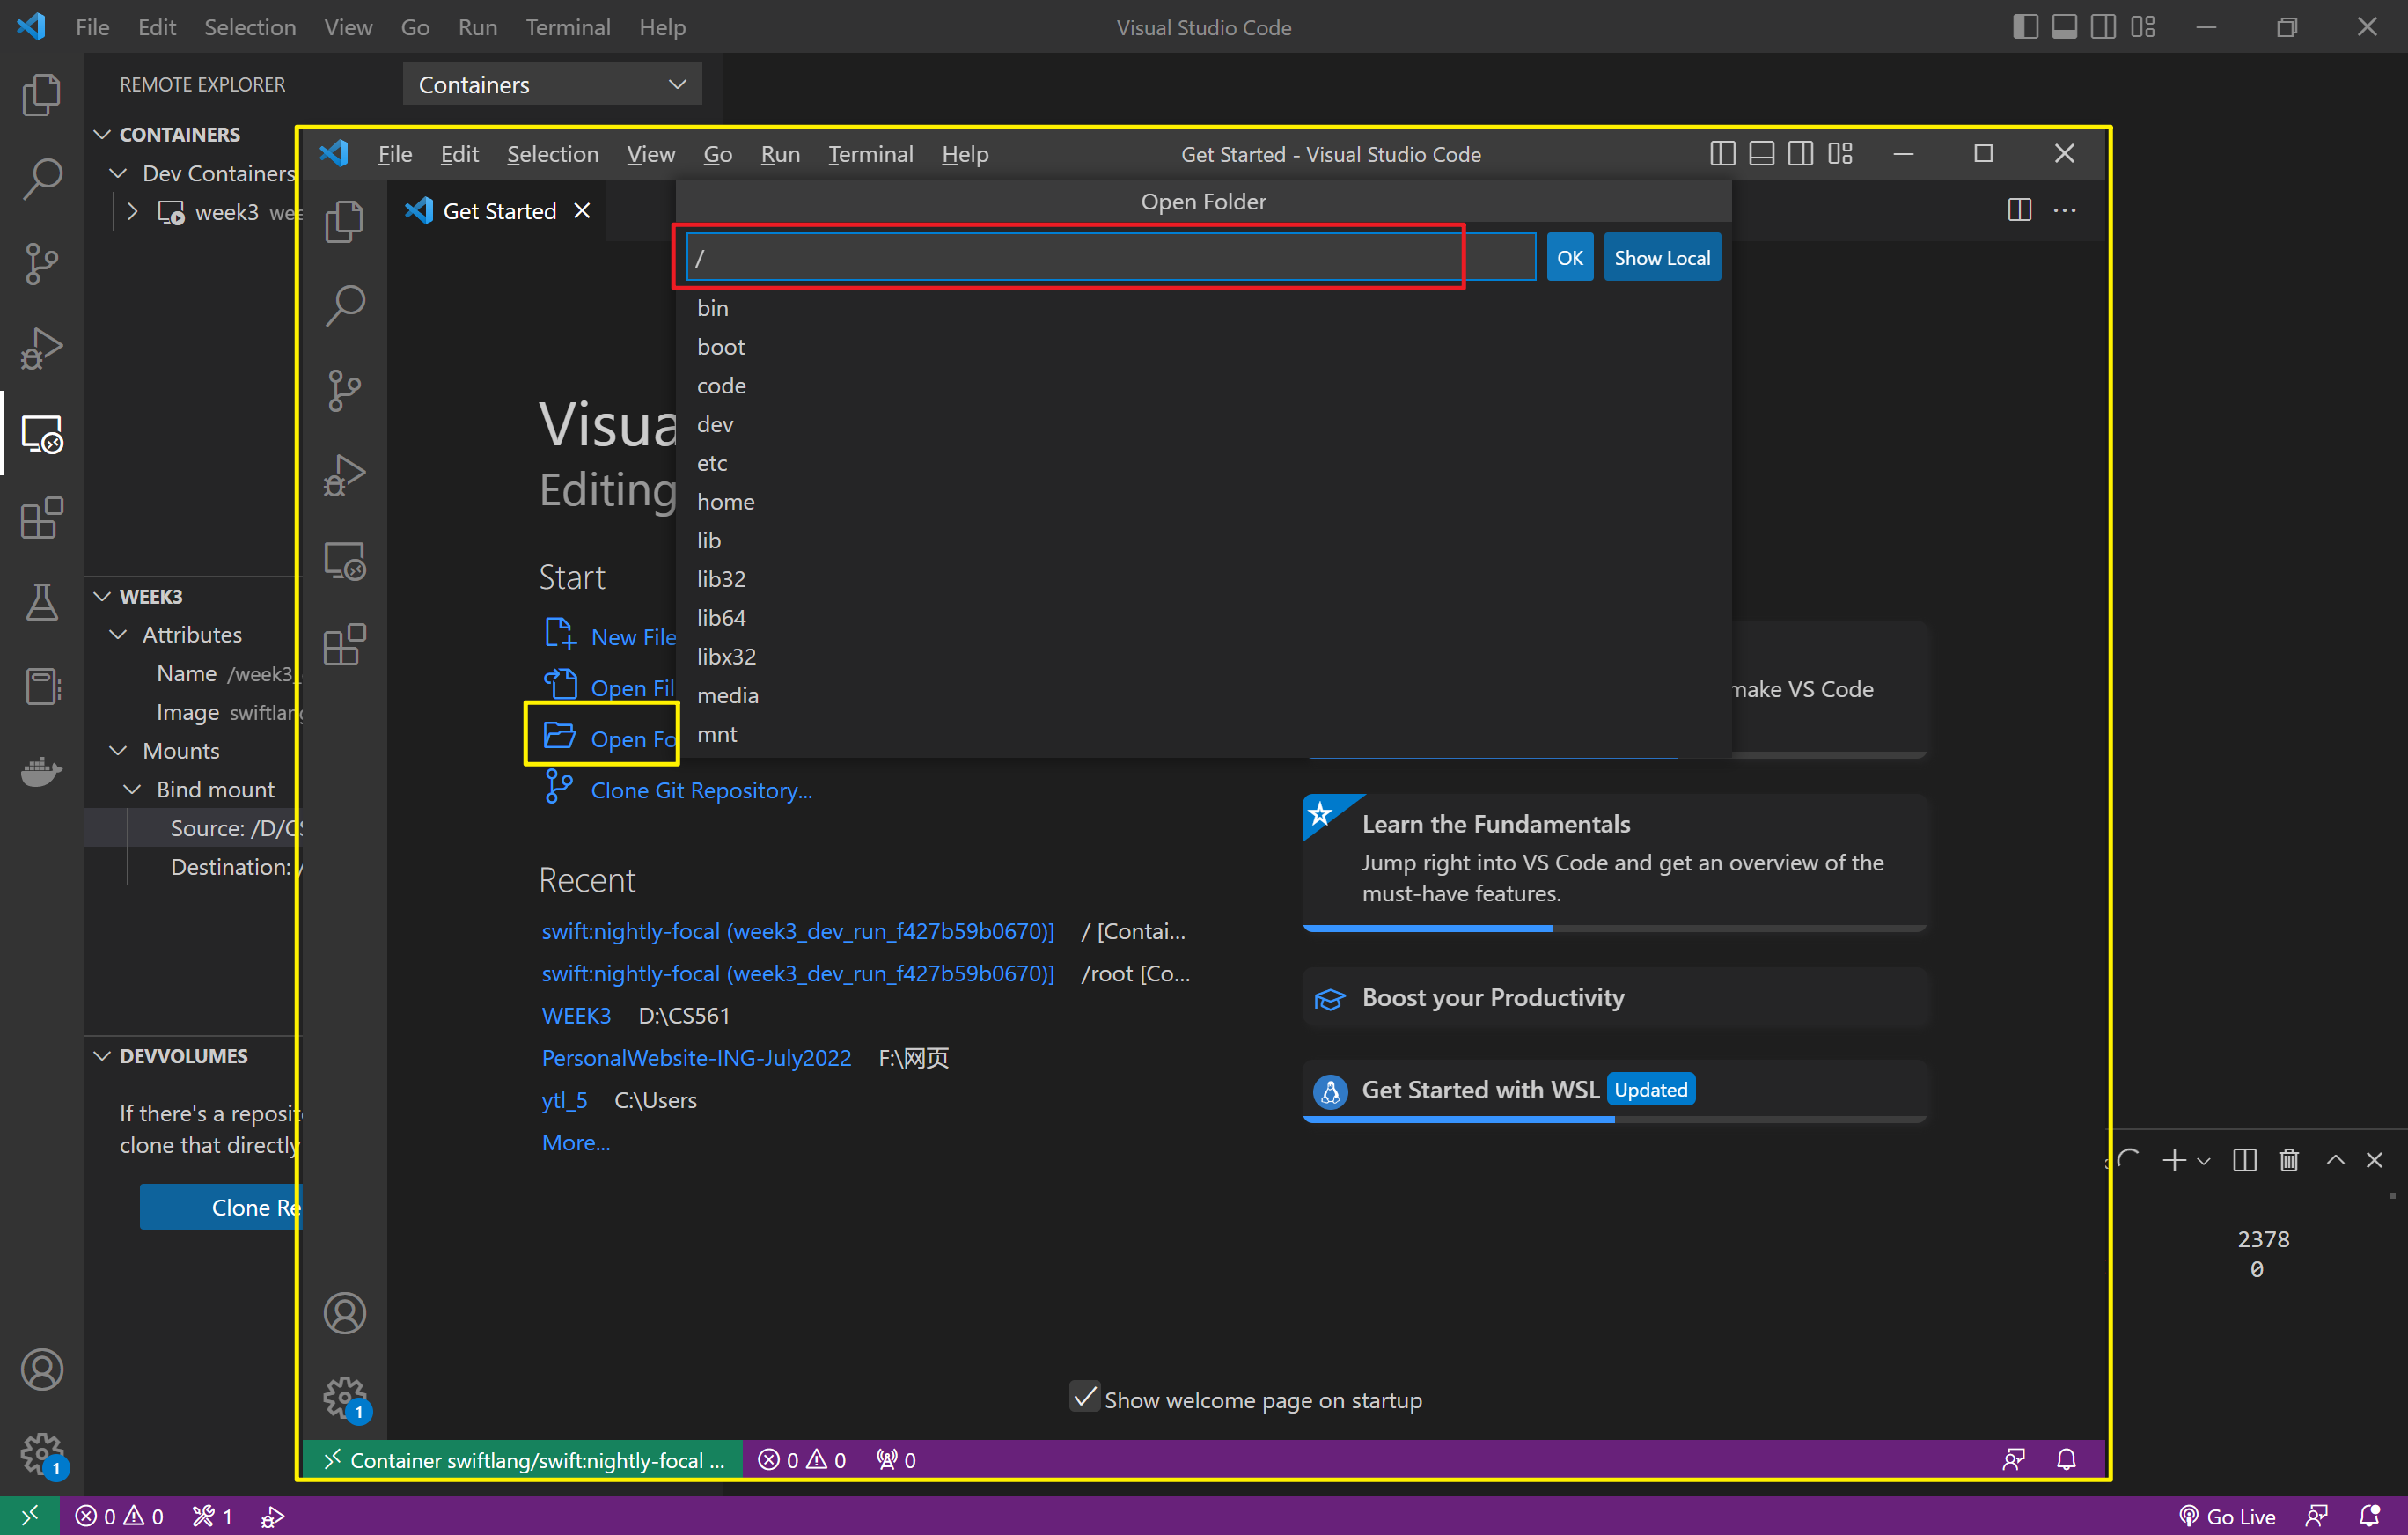 File Edit Selection View Go Run Terminal Help Visual Studio Code
REMOTE EXPLORER Containers
CONTAINERS
Dev Containers
week3
File Edit Selection View Go Run Terminal Help Get Started - Visual Studio Code
Get Started
Open Folder
/ OK Show Local
bin
boot
code
dev
etc
home
lib
lib32
lib64
libx32
media
mnt
Visua
Editing
Start
New File
Open Fil
Open Fo
Clone Git Repository...
make VS Code
Recent
swift:nightly-focal (week3_dev_run_f427b59b0670)] / [Contai...
swift:nightly-focal (week3_dev_run_f427b59b0670)] /root [Co...
WEEK3 D:\CS561
PersonalWebsite-ING-July2022 F:\网页
ytl_5 C:\Users
More...
Learn the Fundamentals
Jump right into VS Code and get an overview of the
must-have features.
Boost your Productivity
Get Started with WSL Updated
Show welcome page on startup
1
Container swiftlang/swift:nightly-focal ... 0 0 0
WEEK3
Attributes
Name /week3_
Image swiftlang
Mounts
Bind mount
Source: /D/CS
Destination: /
DEVVOLUMES
If there's a reposit
clone that directly
Clone Re
2378
0
1
0 0 1 Go Live